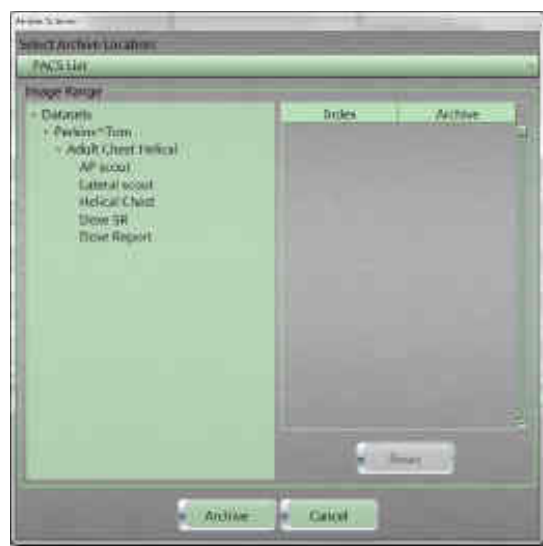 Select Archive Location
PACS List
Image Range
Datasets
Perkins^Tom
Adult Chest Helical
AP scout
Lateral scout
Helical Chest
Dose SR
Dose Report
Index Archive
Reset
Archive Cancel